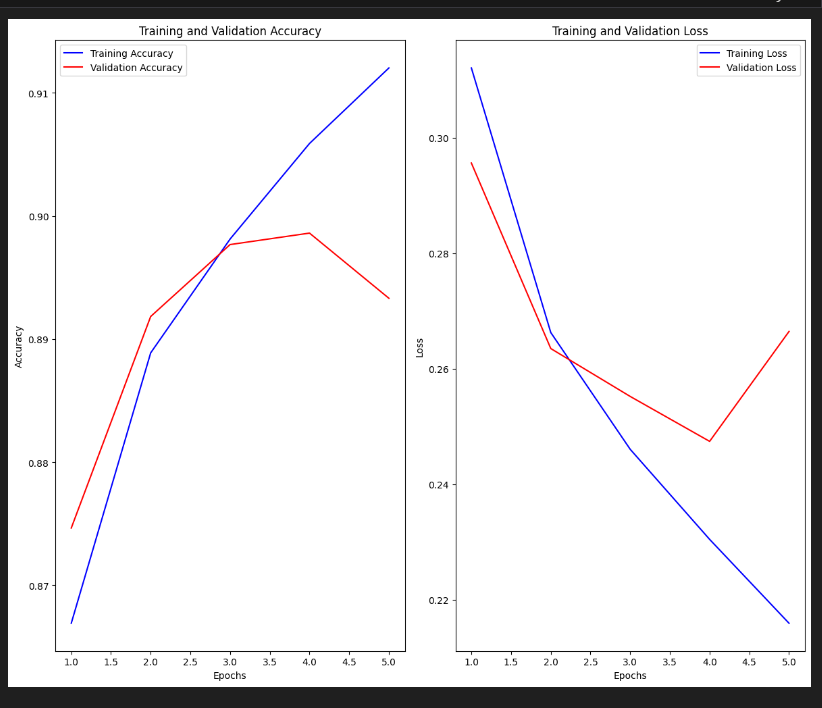 Training and Validation Accuracy
Training Accuracy
Validation Accuracy
0.91
0.90
0.89
0.88
0.87
Accuracy
1.0 1.5 2.0 2.5 3.0 3.5 4.0 4.5 5.0
Epochs
Training and Validation Loss
Training Loss
Validation Loss
0.30
0.28
0.26
0.24
0.22
Loss
1.0 1.5 2.0 2.5 3.0 3.5 4.0 4.5 5.0
Epochs